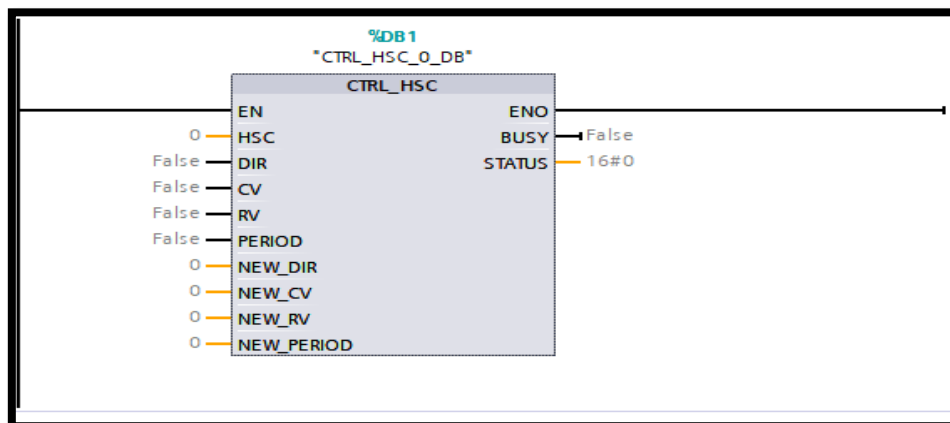 %DB1
"CTRL_HSC_0_DB"
CTRL_HSC
EN ENO
0 HSC BUSY False
False DIR STATUS 16#0
False CV
False RV
False PERIOD
0 NEW_DIR
0 NEW_CV
0 NEW_RV
0 NEW_PERIOD